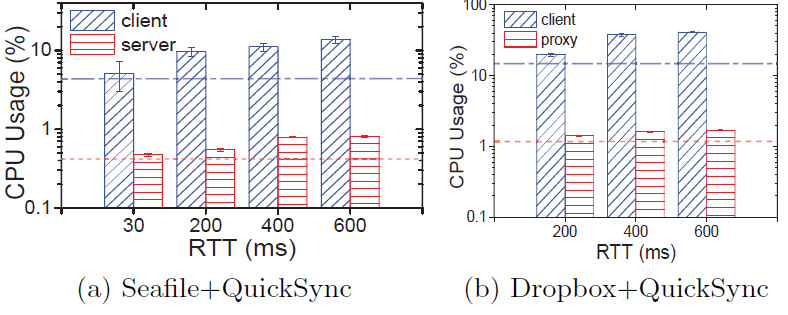 client
server
10
1
0.1
CPU Usage (%)
30
200
400
600
RTT (ms)
(a) Seafile+QuickSync
100
client
proxy
10
1
0.1
CPU Usage (%)
200
400
600
RTT (ms)
(b) Dropbox+QuickSync